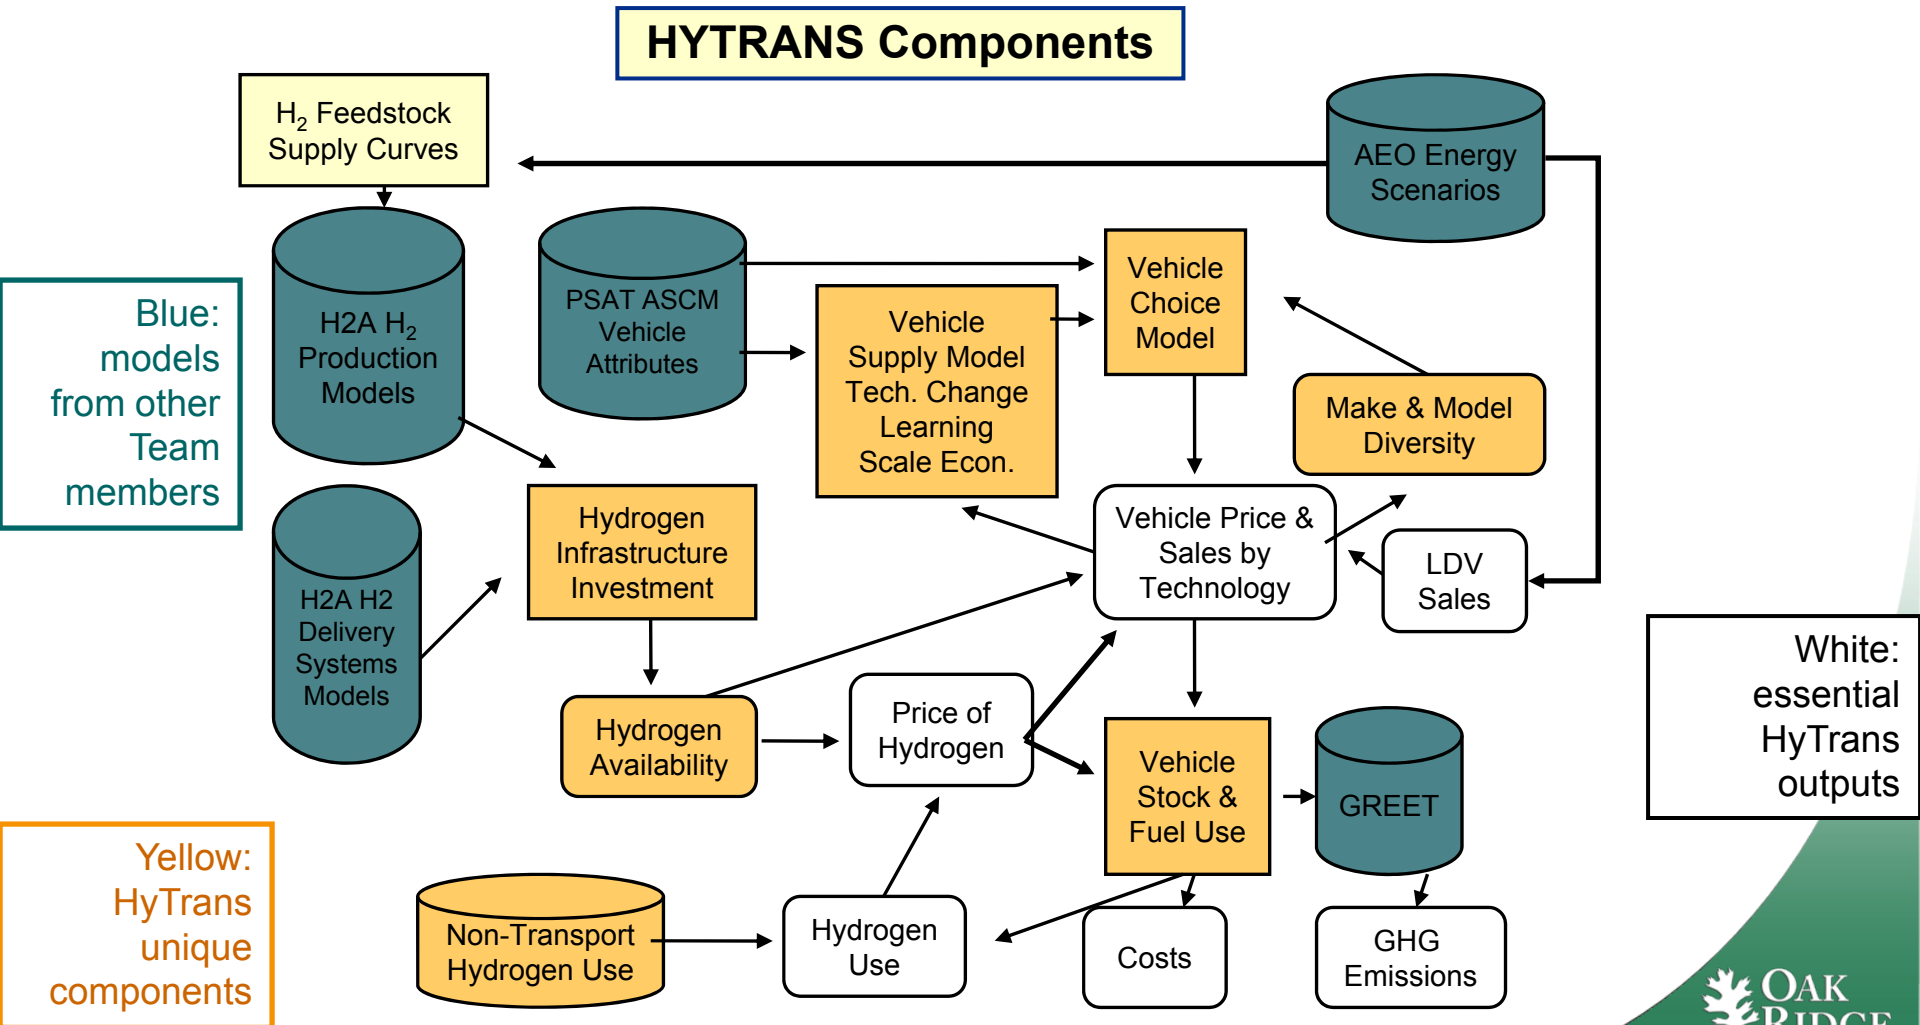 HYTRANS Components
H₂ Feedstock
Supply Curves
AEO Energy
Scenarios
Blue:
models
from other
Team
members
H2A H₂
Production
Models
PSAT ASCM
Vehicle
Attributes
Vehicle
Supply Model
Tech. Change
Learning
Scale Econ.
Vehicle
Choice
Model
Make & Model
Diversity
H2A H2
Delivery
Systems
Models
Hydrogen
Infrastructure
Investment
Vehicle Price &
Sales by
Technology
LDV
Sales
White:
essential
HyTrans
outputs
Hydrogen
Availability
Price of
Hydrogen
Vehicle
Stock &
Fuel Use
GREET
Yellow:
HyTrans
unique
components
Non-Transport
Hydrogen Use
Hydrogen
Use
Costs
GHG
Emissions
OAK
RIDGE